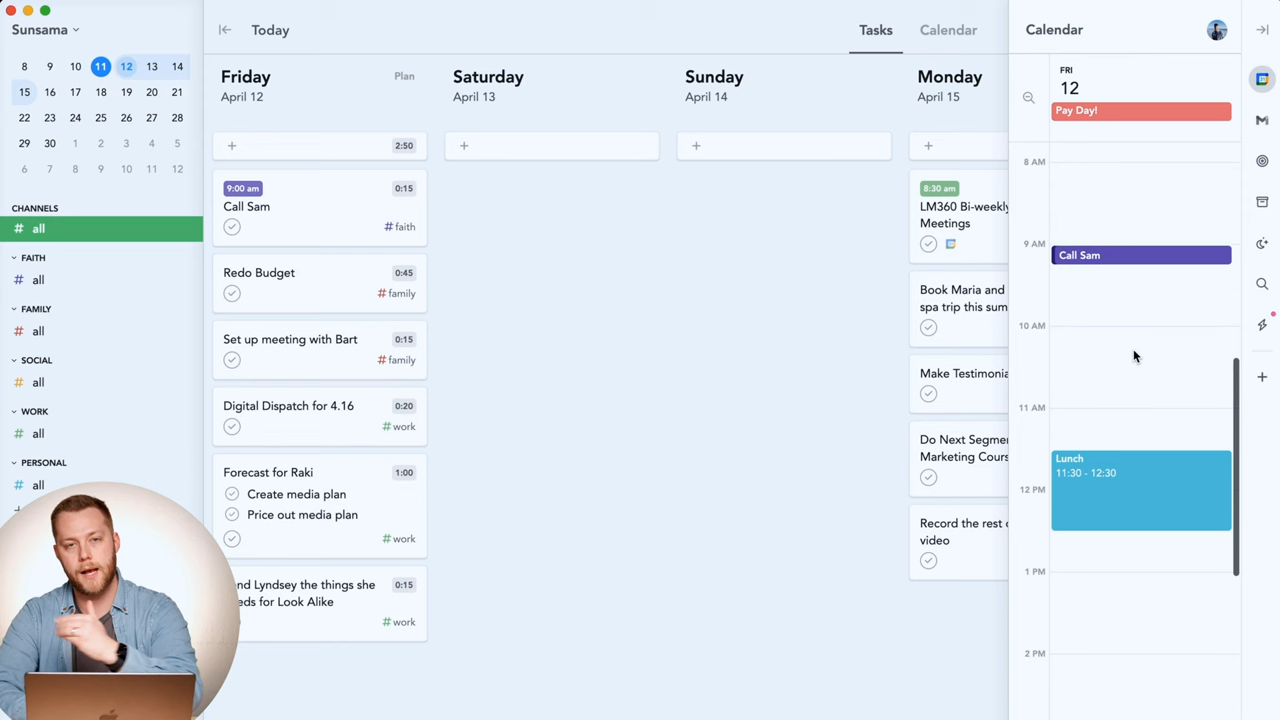 Sunsama
8 9 10 11 12 13 14
15 16 17 18 19 20 21
22 23 24 25 26 27 28
29 30 1 2 3 4 5
6 7 8 9 10 11 12
CHANNELS
# all
FAITH
# all
FAMILY
# all
SOCIAL
# all
WORK
# all
PERSONAL
# all
Today
Tasks
Calendar
Friday
Plan
April 12
+ 2:50
9:00 am 0:15
Call Sam
# faith
Redo Budget 0:45
# family
Set up meeting with Bart 0:15
# family
Digital Dispatch for 4.16 0:20
# work
Forecast for Raki 1:00
Create media plan
Price out media plan
# work
nd Lyndsey the things she 0:15
eds for Look Alike
# work
Saturday
April 13
+
Sunday
April 14
+
Monday
April 15
+
8:30 am
LM360 Bi-weekly
Meetings
Book Maria and
spa trip this sum
Make Testimonia
Do Next Segme
Marketing Cours
Record the rest o
video
Calendar
FRI
12
Pay Day!
8 AM
9 AM
Call Sam
10 AM
11 AM
Lunch
11:30 - 12:30
12 PM
1 PM
2 PM